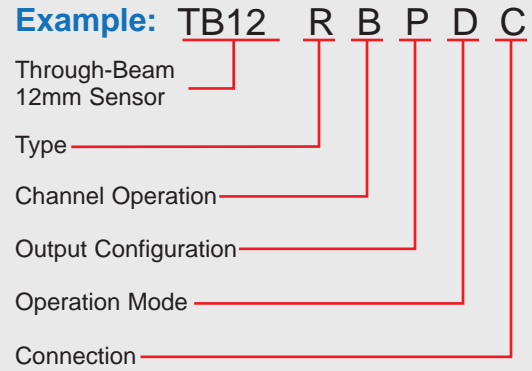 Example: TB12 R B P D C
Through-Beam
12mm Sensor
Type
Channel Operation
Output Configuration
Operation Mode
Connection